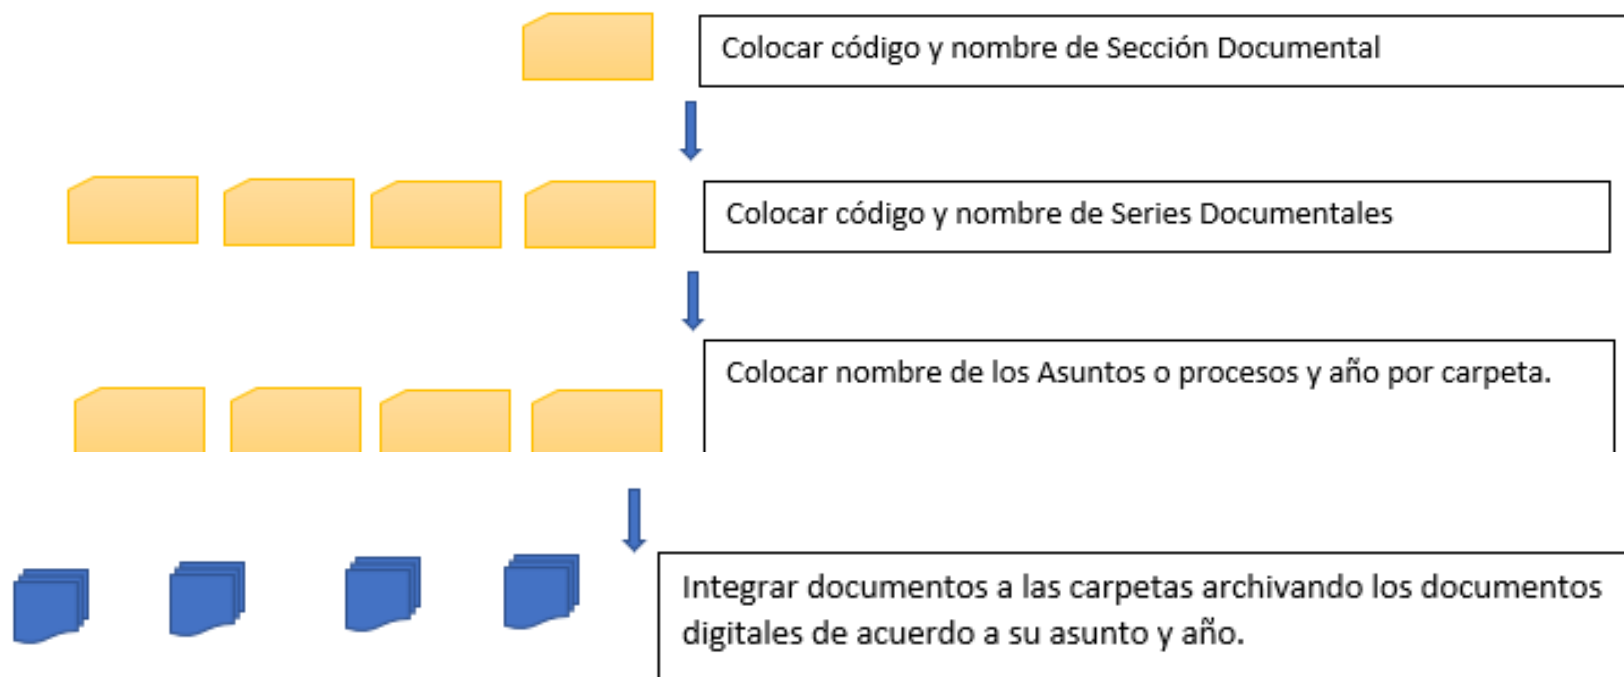 Colocar código y nombre de Sección Documental
Colocar código y nombre de Series Documentales
Colocar nombre de los Asuntos o procesos y año por carpeta.
Integrar documentos a las carpetas archivando los documentos
digitales de acuerdo a su asunto y año.